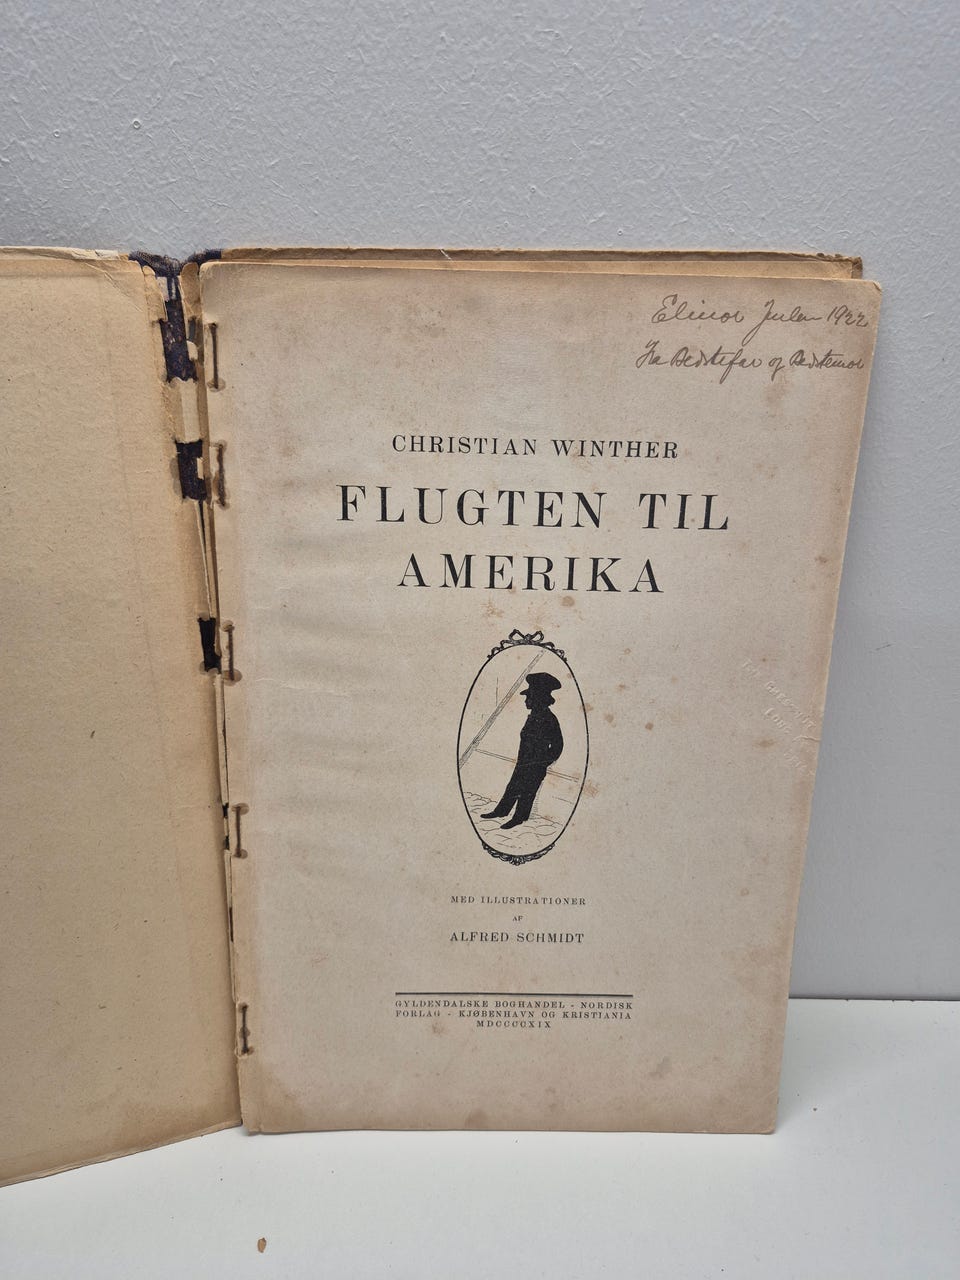 Elinor Julen 1922
Fra Bedstefar og Bedstemor
CHRISTIAN WINTHER
FLUGTEN TIL
AMERIKA
MED ILLUSTRATIONER
AF
ALFRED SCHMIDT
GYLDENDALSKE BOGHANDEL - NORDISK
FORLAG - KJØBENHAVN OG KRISTIANIA
MDCCCCXIX